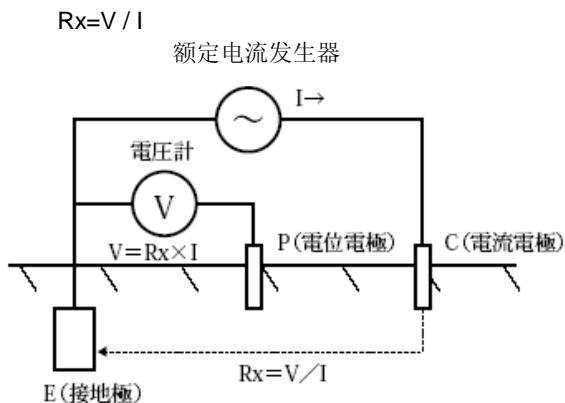 Rx=V / I
额定电流发生器
I→
～
電圧計
V
P(電位電極)
C(電流電極)
V＝Rx×I
Rx＝V／I
E(接地極)